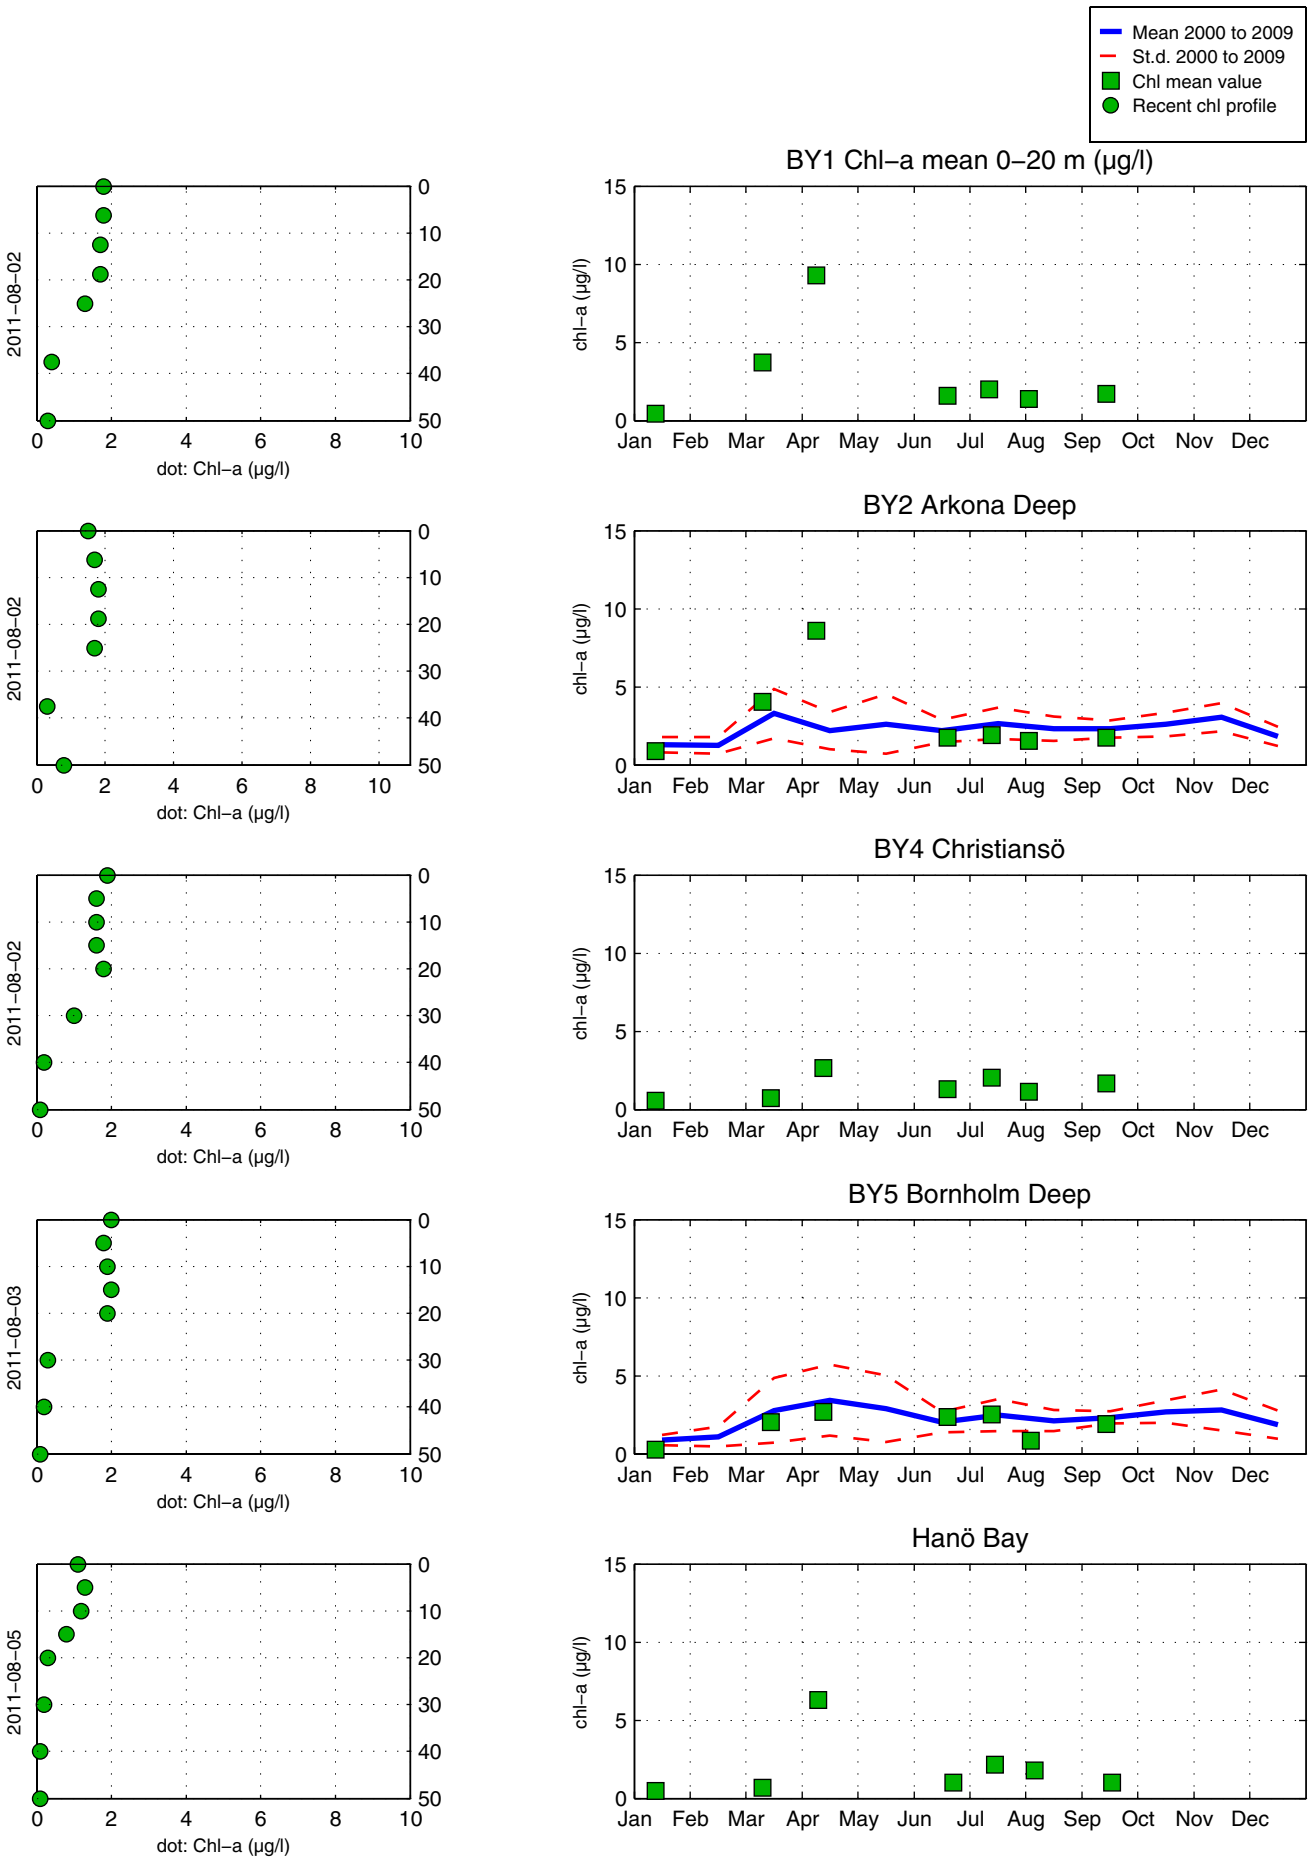 Mean 2000 to 2009
St.d. 2000 to 2009
Chl mean value
Recent chl profile
BY1 Chl-a mean 0-20 m (µg/l)
2011-08-02
0
10
20
30
40
50
0 2 4 6 8 10
dot: Chl-a (µg/l)
chl-a (µg/l)
15
10
5
0
Jan Feb Mar Apr May Jun Jul Aug Sep Oct Nov Dec
BY2 Arkona Deep
2011-08-02
0
10
20
30
40
50
0 2 4 6 8 10
dot: Chl-a (µg/l)
chl-a (µg/l)
15
10
5
0
Jan Feb Mar Apr May Jun Jul Aug Sep Oct Nov Dec
BY4 Christiansö
2011-08-02
0
10
20
30
40
50
0 2 4 6 8 10
dot: Chl-a (µg/l)
chl-a (µg/l)
15
10
5
0
Jan Feb Mar Apr May Jun Jul Aug Sep Oct Nov Dec
BY5 Bornholm Deep
2011-08-03
0
10
20
30
40
50
0 2 4 6 8 10
dot: Chl-a (µg/l)
chl-a (µg/l)
15
10
5
0
Jan Feb Mar Apr May Jun Jul Aug Sep Oct Nov Dec
Hanö Bay
2011-08-05
0
10
20
30
40
50
0 2 4 6 8 10
dot: Chl-a (µg/l)
chl-a (µg/l)
15
10
5
0
Jan Feb Mar Apr May Jun Jul Aug Sep Oct Nov Dec